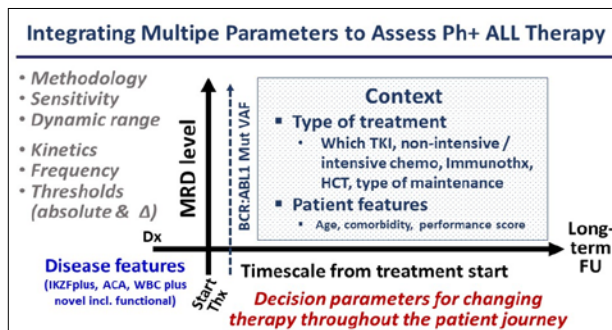 Integrating Multipe Parameters to Assess Ph+ ALL Therapy
• Methodology
• Sensitivity
• Dynamic range
• Kinetics
• Frequency
• Thresholds
(absolute & Δ)
MRD level
BCR:ABL1 Mut VAF
Context
▪ Type of treatment
• Which TKI, non-intensive /
intensive chemo, Immunothx,
HCT, type of maintenance
▪ Patient features
• Age, comorbidity, performance score
Dx
Long-
term
FU
Disease features
(IKZFplus, ACA, WBC plus
novel incl. functional)
Start
Thx
Timescale from treatment start
Decision parameters for changing
therapy throughout the patient journey